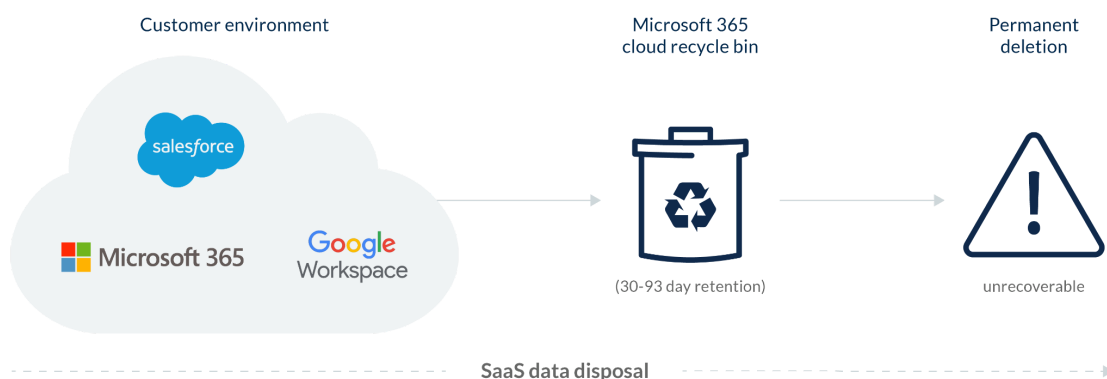 Customer environment
Microsoft 365
cloud recycle bin
Permanent
deletion
salesforce
Microsoft 365
Google
Workspace
(30-93 day retention)
unrecoverable
SaaS data disposal